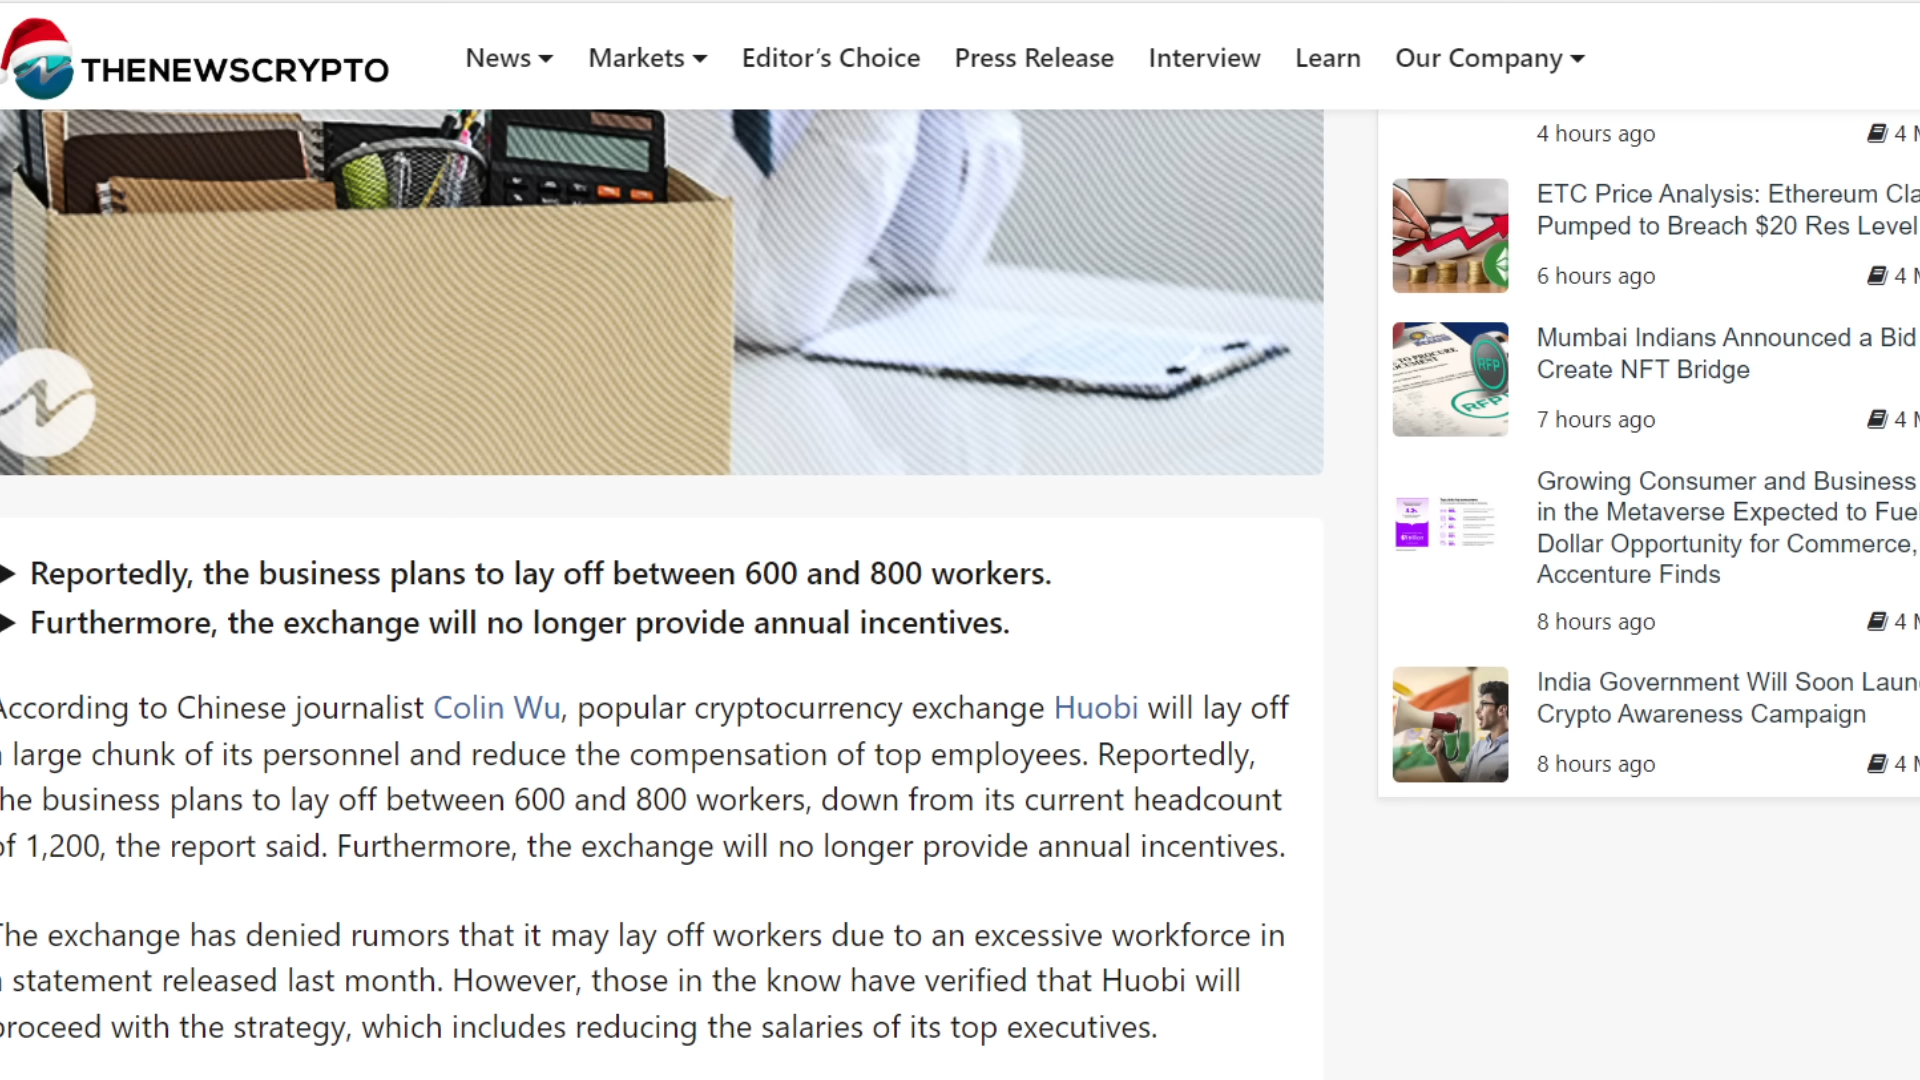 THENEWSCRYPTO
News Markets Editor's Choice Press Release Interview Learn Our Company
Reportedly, the business plans to lay off between 600 and 800 workers.
Furthermore, the exchange will no longer provide annual incentives.
According to Chinese journalist Colin Wu, popular cryptocurrency exchange Huobi will lay off
large chunk of its personnel and reduce the compensation of top employees. Reportedly,
he business plans to lay off between 600 and 800 workers, down from its current headcount
of 1,200, the report said. Furthermore, the exchange will no longer provide annual incentives.
The exchange has denied rumors that it may lay off workers due to an excessive workforce in
statement released last month. However, those in the know have verified that Huobi will
proceed with the strategy, which includes reducing the salaries of its top executives.
4 hours ago 4
ETC Price Analysis: Ethereum Cla
Pumped to Breach $20 Res Level
6 hours ago 4
Mumbai Indians Announced a Bid
Create NFT Bridge
7 hours ago 4
Growing Consumer and Business
in the Metaverse Expected to Fue
Dollar Opportunity for Commerce,
Accenture Finds
8 hours ago 4
India Government Will Soon Laun
Crypto Awareness Campaign
8 hours ago 4
RFP
RFP